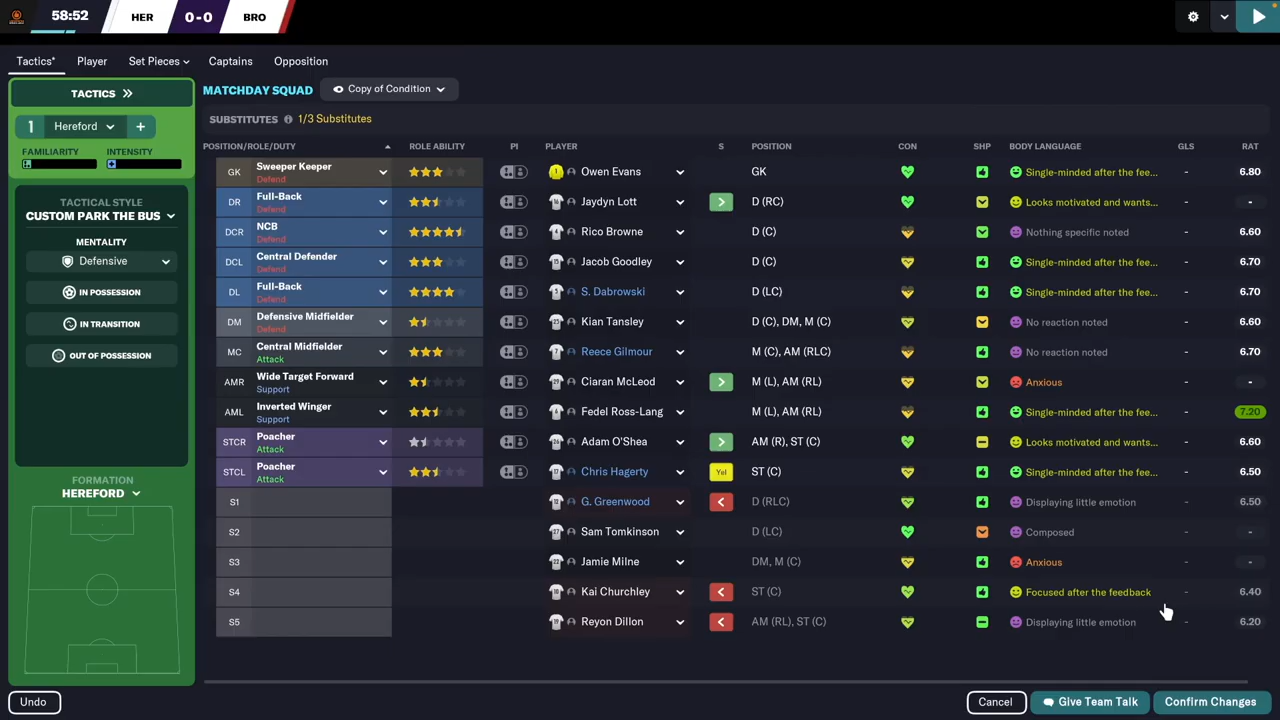 58:52 HER 0-0 BRO
Tactics* Player Set Pieces Captains Opposition
TACTICS
MATCHDAY SQUAD Copy of Condition
1 Hereford +
SUBSTITUTES 1/3 Substitutes
FAMILIARITY INTENSITY
TACTICAL STYLE
CUSTOM PARK THE BUS
MENTALITY
Defensive
IN POSSESSION
IN TRANSITION
OUT OF POSSESSION
FORMATION
HEREFORD
POSITION/ROLE/DUTY ROLE ABILITY PI PLAYER S POSITION CON SHP BODY LANGUAGE GLS RAT
GK Sweeper Keeper Defend Owen Evans GK Single-minded after the fee... - 6.80
DR Full-Back Defend Jaydyn Lott D (RC) Looks motivated and wants... - -
DCR NCB Defend Rico Browne D (C) Nothing specific noted - 6.60
DCL Central Defender Defend Jacob Goodley D (C) Single-minded after the fee... - 6.70
DL Full-Back Defend S. Dabrowski D (LC) Single-minded after the fee... - 6.70
DM Defensive Midfielder Defend Kian Tansley D (C), DM, M (C) No reaction noted - 6.60
MC Central Midfielder Attack Reece Gilmour M (C), AM (RLC) No reaction noted - 6.70
AMR Wide Target Forward Support Ciaran McLeod M (L), AM (RL) Anxious - -
AML Inverted Winger Support Fedel Ross-Lang M (L), AM (RL) Single-minded after the fee... - 7.20
STCR Poacher Attack Adam O'Shea AM (R), ST (C) Looks motivated and wants... - 6.60
STCL Poacher Attack Chris Hagerty Yel ST (C) Single-minded after the fee... - 6.50
S1 G. Greenwood D (RLC) Displaying little emotion - 6.50
S2 Sam Tomkinson D (LC) Composed - -
S3 Jamie Milne DM, M (C) Anxious - -
S4 Kai Churchley ST (C) Focused after the feedback - 6.40
S5 Reyon Dillon AM (RL), ST (C) Displaying little emotion - 6.20
Undo Cancel Give Team Talk Confirm Changes